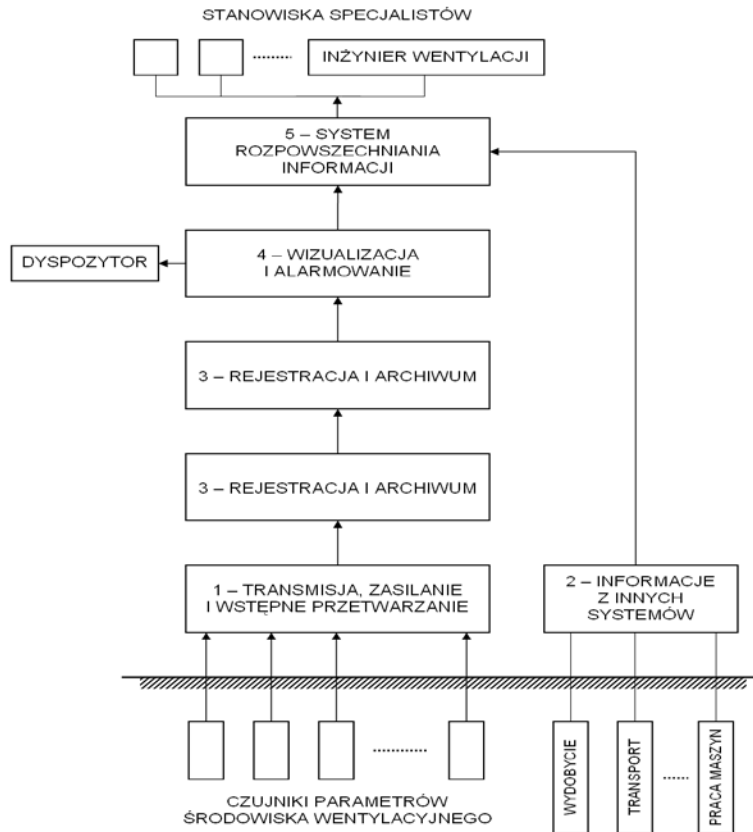 STANOWISKA SPECJALISTÓW
INŻYNIER WENTYLACJI
5 – SYSTEM
ROZPOWSZECHNIANIA
INFORMACJI
DYSPOZYTOR
4 – WIZUALIZACJA
I ALARMOWANIE
3 – REJESTRACJA I ARCHIWUM
3 – REJESTRACJA I ARCHIWUM
1 – TRANSMISJA, ZASILANIE
I WSTĘPNE PRZETWARZANIE
2 – INFORMACJE
Z INNYCH
SYSTEMÓW
WYDOBYCIE
TRANSPORT
PRACA MASZYN
CZUJNIKI PARAMETRÓW
ŚRODOWISKA WENTYLACYJNEGO